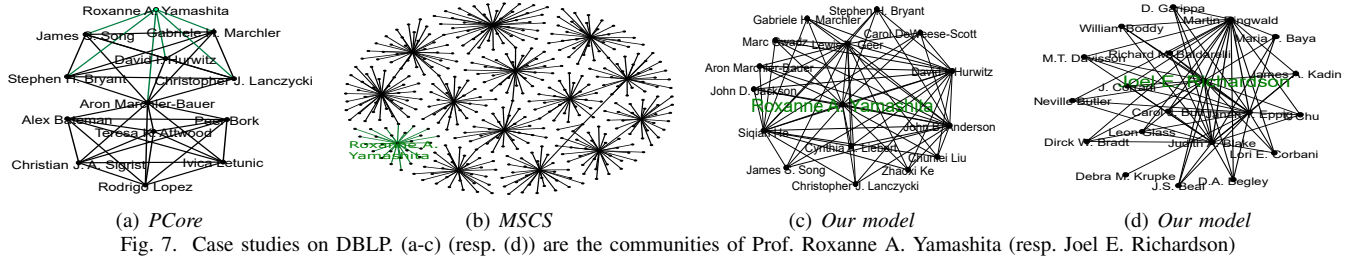 Roxanne A. Yamashita
James S. Song
Gabriele H. Marchler
David I. Hurwitz
Stephen H. Bryant
Christopher J. Lanczycki
Aron Marchler-Bauer
Alex Bateman
Peer Bork
Teresa K. Attwood
Christian J. A. Sigrist
Ivica Letunic
Rodrigo Lopez
(a) PCore
Roxanne A.
Yamashita
(b) MSCS
Stephen H. Bryant
Gabriele H. Marchler
Carol DeWeese-Scott
Marc Gwadz
Lewis Y. Geer
Aron Marchler-Bauer
David I. Hurwitz
John D. Jackson
Roxanne A. Yamashita
Siqian He
John B. Anderson
Cynthia A. Liebert
Chunlei Liu
James S. Song
Zhaoxi Ke
Christopher J. Lanczycki
(c) Our model
D. Garippa
Martin Ringwald
William Boddy
Maria F. Baya
M.T. Davisson
Richard M. Baldarelli
James A. Kadin
Joel E. Richardson
Neville Butler
Leon Glass
Dirck W. Bradt
Judith A. Blake
Lori E. Corbani
Debra M. Krupke
D.A. Begley
J.S. Beal
(d) Our model
Fig. 7. Case studies on DBLP. (a-c) (resp. (d)) are the communities of Prof. Roxanne A. Yamashita (resp. Joel E. Richardson)